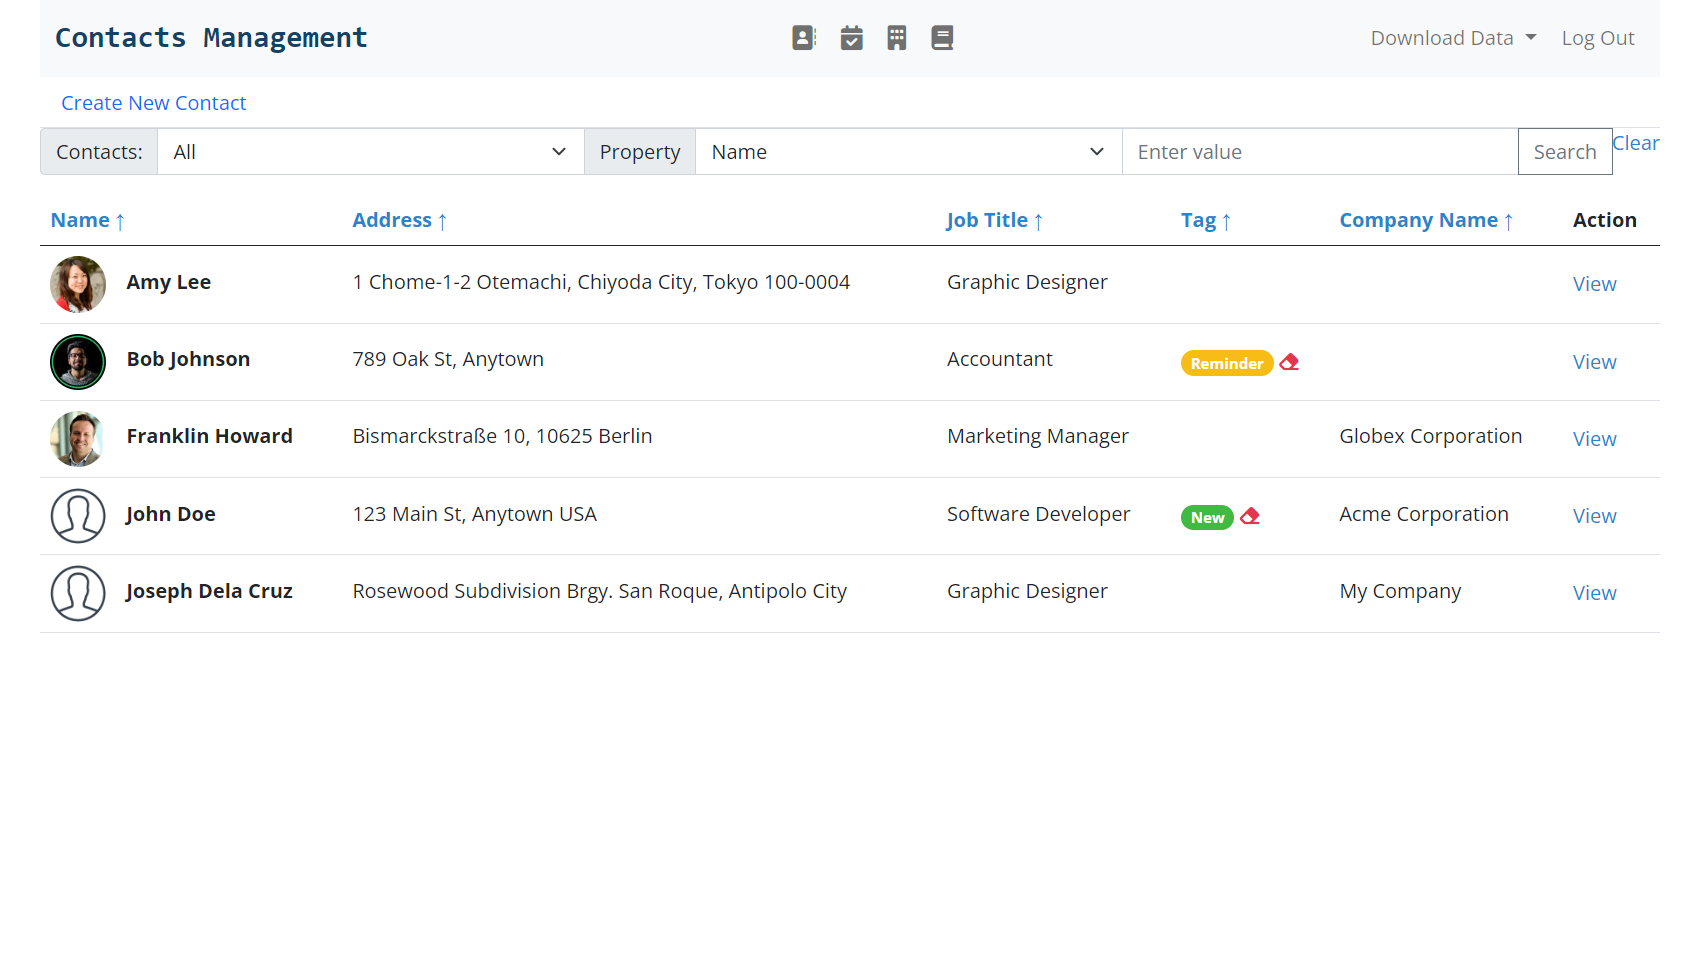 Contacts Management
Download Data
Log Out
Create New Contact
Contacts: All Property Name Enter value Search Clear
Name ↑ Address ↑ Job Title ↑ Tag ↑ Company Name ↑ Action
Amy Lee 1 Chome-1-2 Otemachi, Chiyoda City, Tokyo 100-0004 Graphic Designer View
Bob Johnson 789 Oak St, Anytown Accountant Reminder View
Franklin Howard Bismarckstraße 10, 10625 Berlin Marketing Manager Globex Corporation View
John Doe 123 Main St, Anytown USA Software Developer New Acme Corporation View
Joseph Dela Cruz Rosewood Subdivision Brgy. San Roque, Antipolo City Graphic Designer My Company View